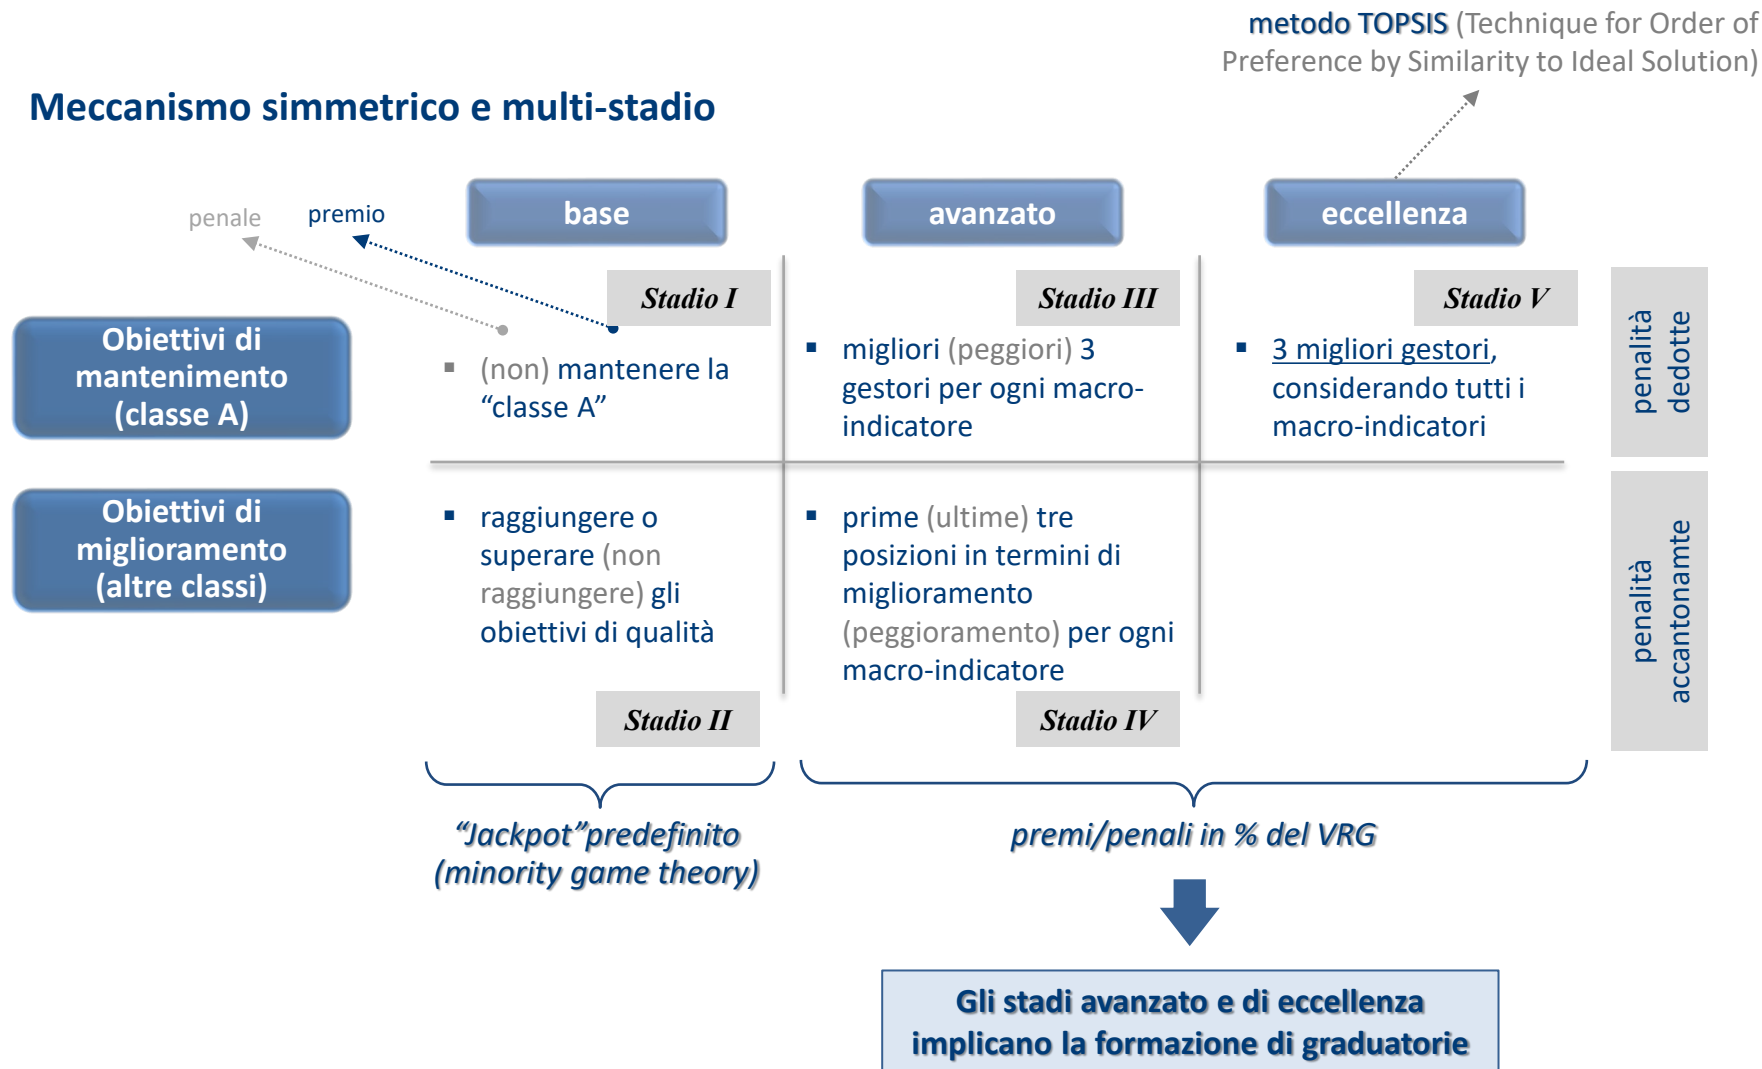 metodo TOPSIS (Technique for Order of
Preference by Similarity to Ideal Solution)
Meccanismo simmetrico e multi-stadio
penale
premio
base
avanzato
eccellenza
Stadio I
Stadio III
Stadio V
Obiettivi di
mantenimento
(classe A)
▪ (non) mantenere la
“classe A”
▪ migliori (peggiori) 3
gestori per ogni macro-
indicatore
▪ 3 migliori gestori,
considerando tutti i
macro-indicatori
penalità
dedotte
Obiettivi di
miglioramento
(altre classi)
▪ raggiungere o
superare (non
raggiungere) gli
obiettivi di qualità
▪ prime (ultime) tre
posizioni in termini di
miglioramento
(peggioramento) per ogni
macro-indicatore
penalità
accantonamte
Stadio II
Stadio IV
“Jackpot”predefinito
(minority game theory)
premi/penali in % del VRG
Gli stadi avanzato e di eccellenza
implicano la formazione di graduatorie